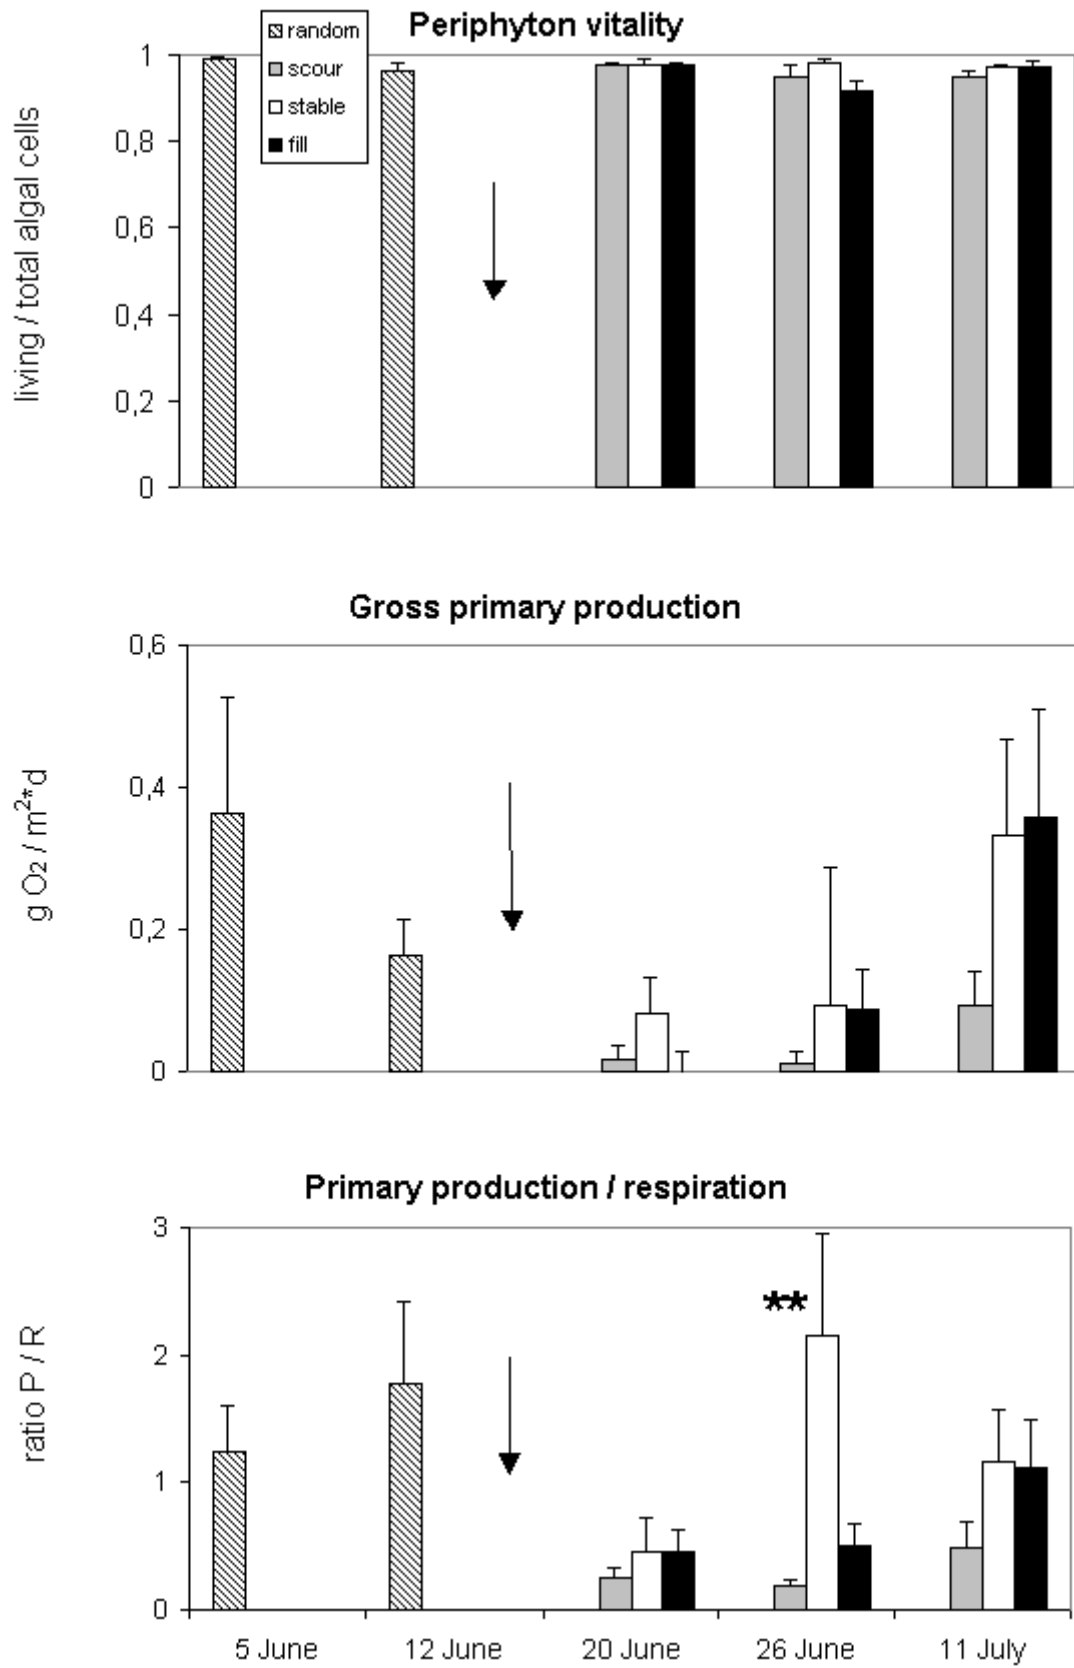 Periphyton vitality
random
scour
stable
fill
living / total algal cells
1
0,8
0,6
0,4
0,2
0
Gross primary production
g O₂ / m²*d
0,6
0,4
0,2
0
Primary production / respiration
ratio P / R
3
2
1
0
**
5 June
12 June
20 June
26 June
11 July